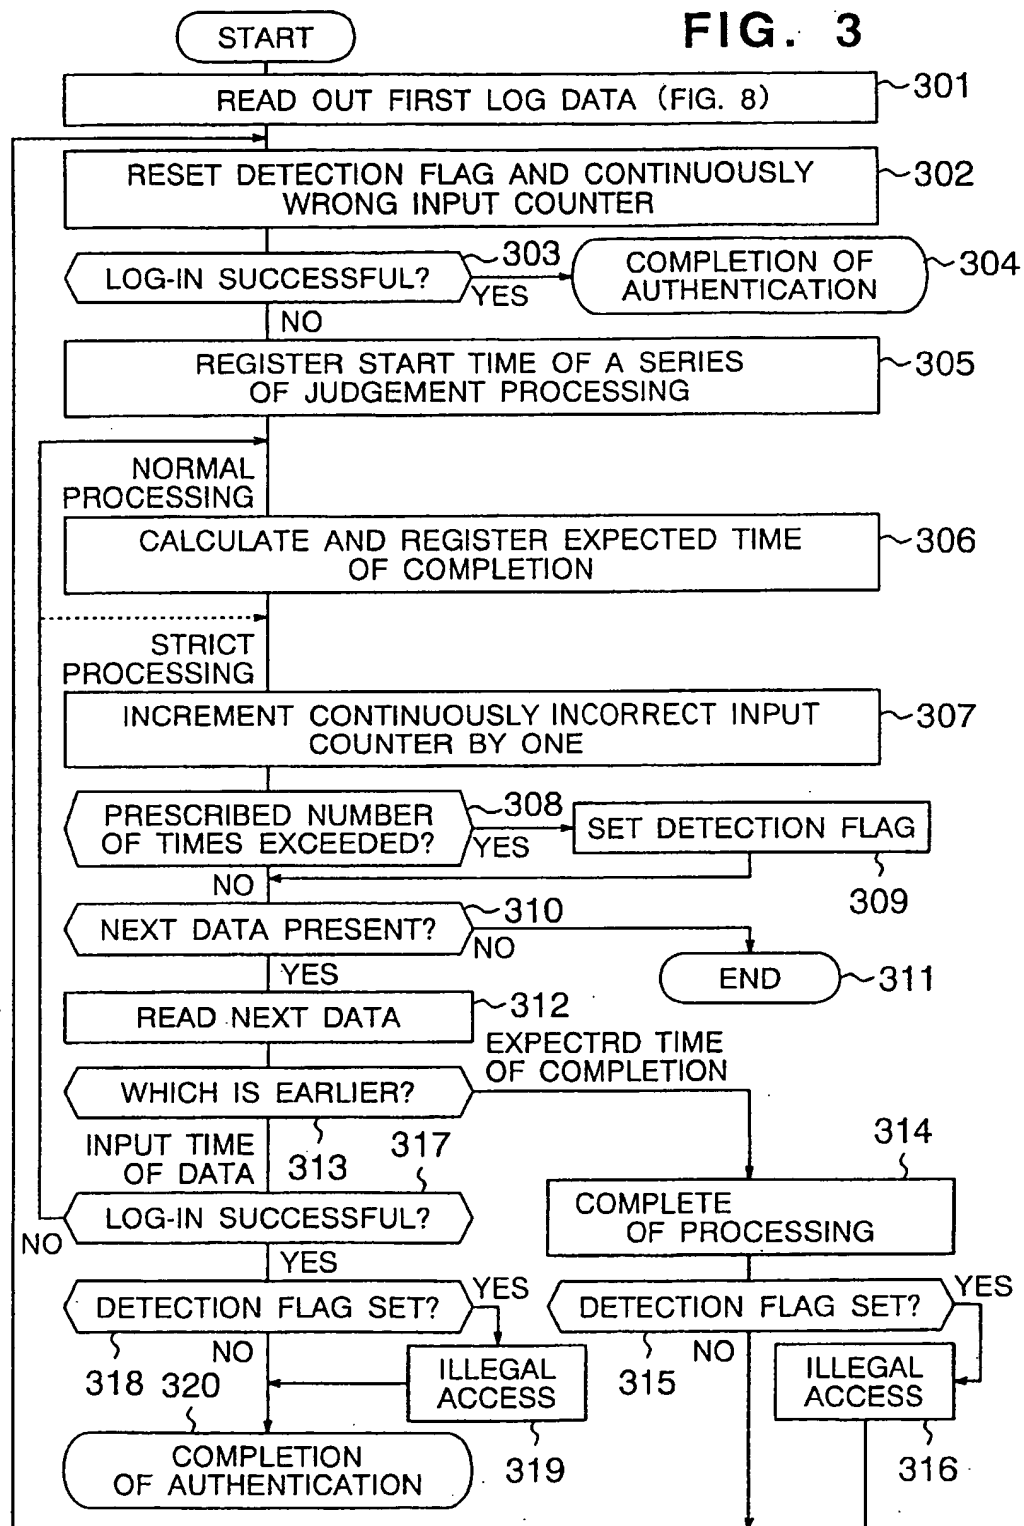 FIG. 3
START
READ OUT FIRST LOG DATA (FIG. 8)
301
RESET DETECTION FLAG AND CONTINUOUSLY
WRONG INPUT COUNTER
302
LOG-IN SUCCESSFUL?
303
YES
COMPLETION OF
AUTHENTICATION
304
NO
REGISTER START TIME OF A SERIES
OF JUDGEMENT PROCESSING
305
NORMAL
PROCESSING
CALCULATE AND REGISTER EXPECTED TIME
OF COMPLETION
306
STRICT
PROCESSING
INCREMENT CONTINUOUSLY INCORRECT INPUT
COUNTER BY ONE
307
PRESCRIBED NUMBER
OF TIMES EXCEEDED?
308
YES
SET DETECTION FLAG
309
NO
NEXT DATA PRESENT?
310
NO
END
311
YES
READ NEXT DATA
312
WHICH IS EARLIER?
313
EXPECTRD TIME
OF COMPLETION
INPUT TIME
OF DATA
317
314
LOG-IN SUCCESSFUL?
NO
COMPLETE
OF PROCESSING
YES
DETECTION FLAG SET?
YES
318
NO
DETECTION FLAG SET?
YES
315
NO
ILLEGAL
ACCESS
319
ILLEGAL
ACCESS
316
320
COMPLETION
OF AUTHENTICATION